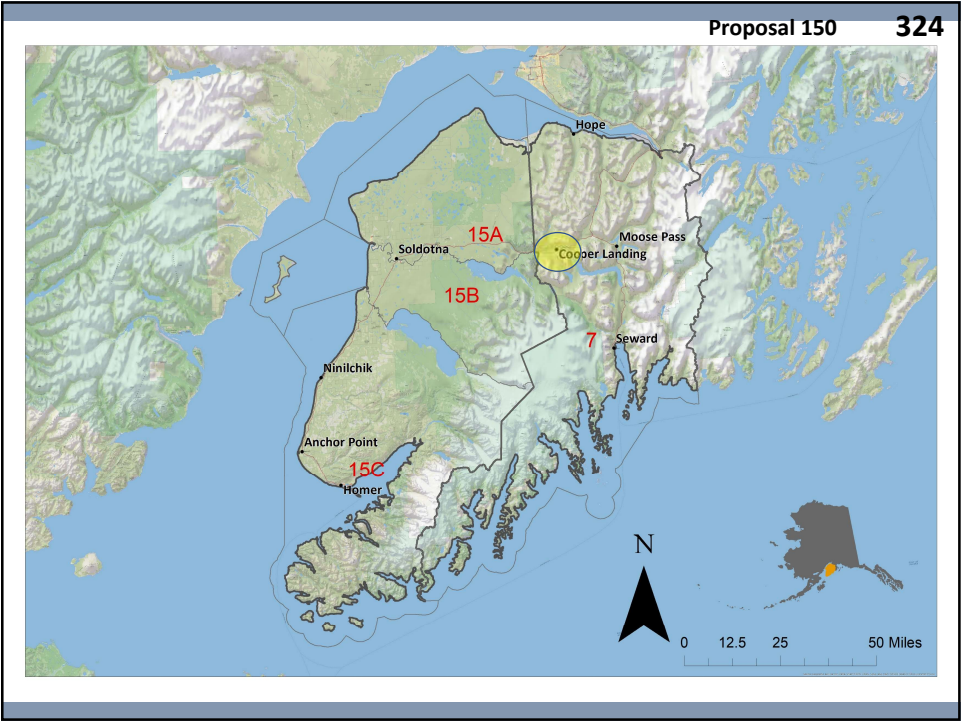 Proposal 150
324
Hope
15A
Moose Pass
Soldotna
Cooper Landing
15B
7
Seward
Ninilchik
Anchor Point
15C
Homer
N
0 12.5 25 50 Miles